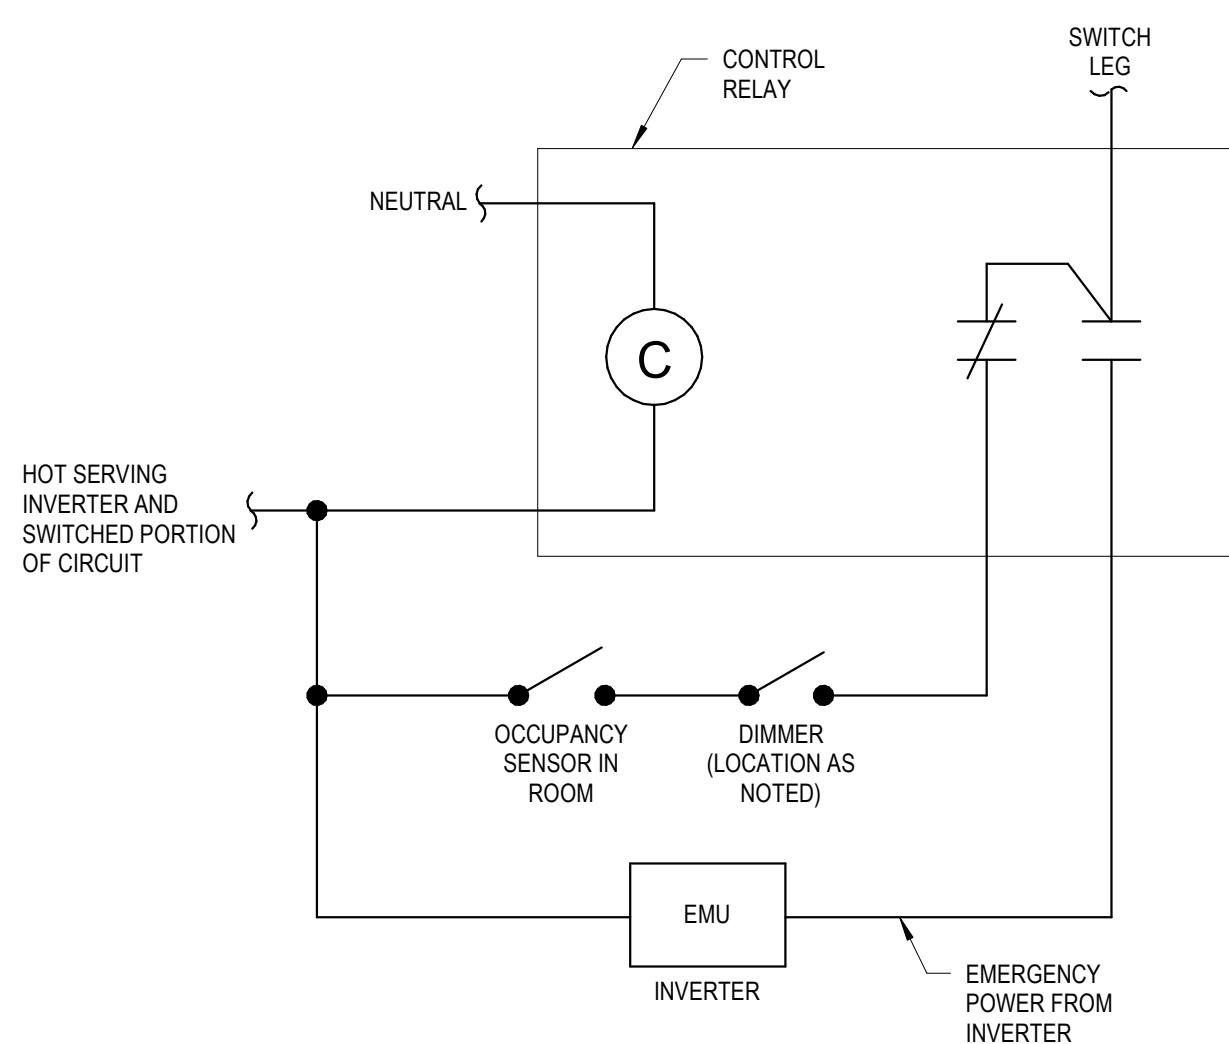 SWITCH
LEG
CONTROL
RELAY
NEUTRAL
C
HOT SERVING
INVERTER AND
SWITCHED PORTION
OF CIRCUIT
OCCUPANCY
SENSOR IN
ROOM
DIMMER
(LOCATION AS
NOTED)
EMU
INVERTER
EMERGENCY
POWER FROM
INVERTER